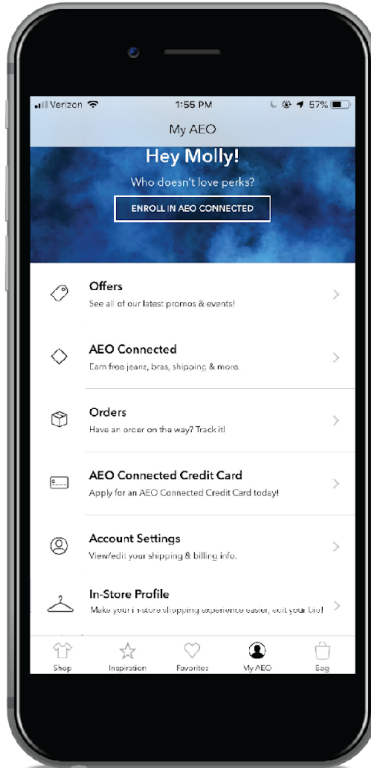 Verizon 1:55 PM 57%
My AEO
Hey Molly!
Who doesn't love perks?
ENROLL IN AEO CONNECTED
Offers
See all of our latest promos & events!
AEO Connected
Earn free jeans, bras, shipping & more.
Orders
Have an order on the way? Track it!
AEO Connected Credit Card
Apply for an AEO Connected Credit Card today!
Account Settings
View/edit your shipping & billing info.
In-Store Profile
Make your in-store shopping experience easier, edit your bio!
Shop Inspiration Favorites My AEO Bag